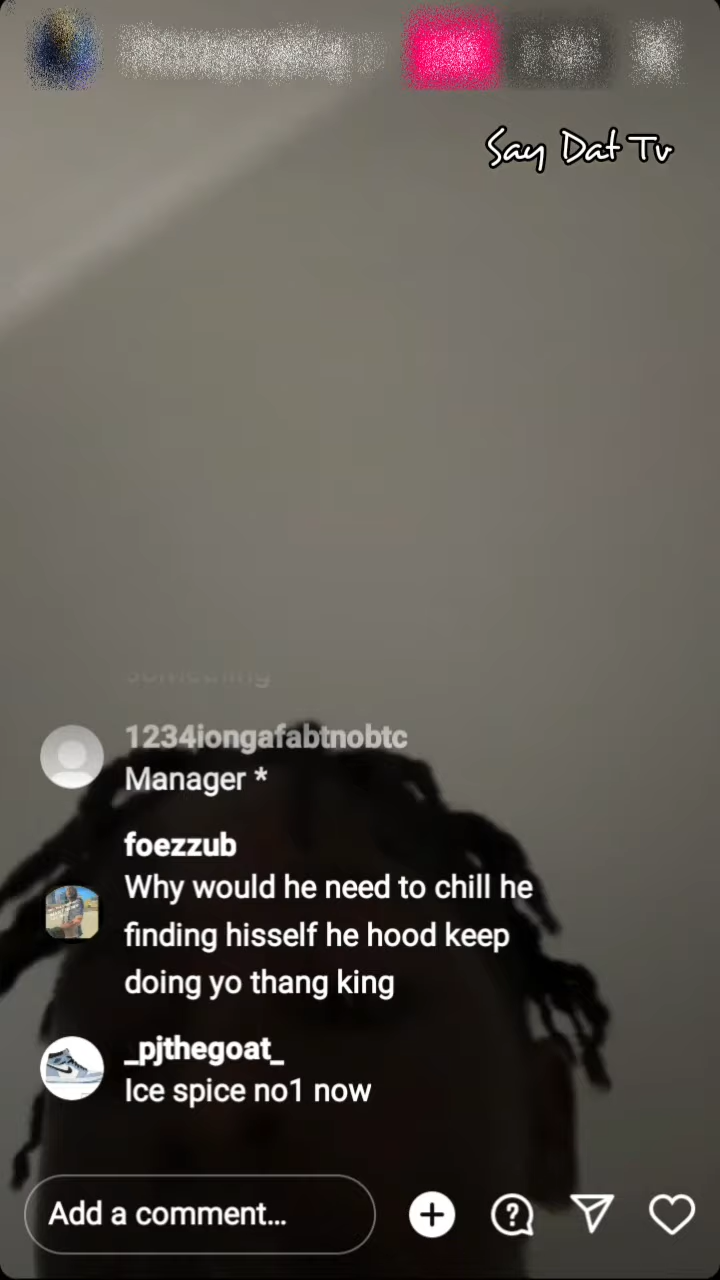 Say Dat Tv
something
1234iongafabtnobtc
Manager *
foezzub
Why would he need to chill he
finding hisself he hood keep
doing yo thang king
_pjthegoat_
Ice spice no1 now
Add a comment...